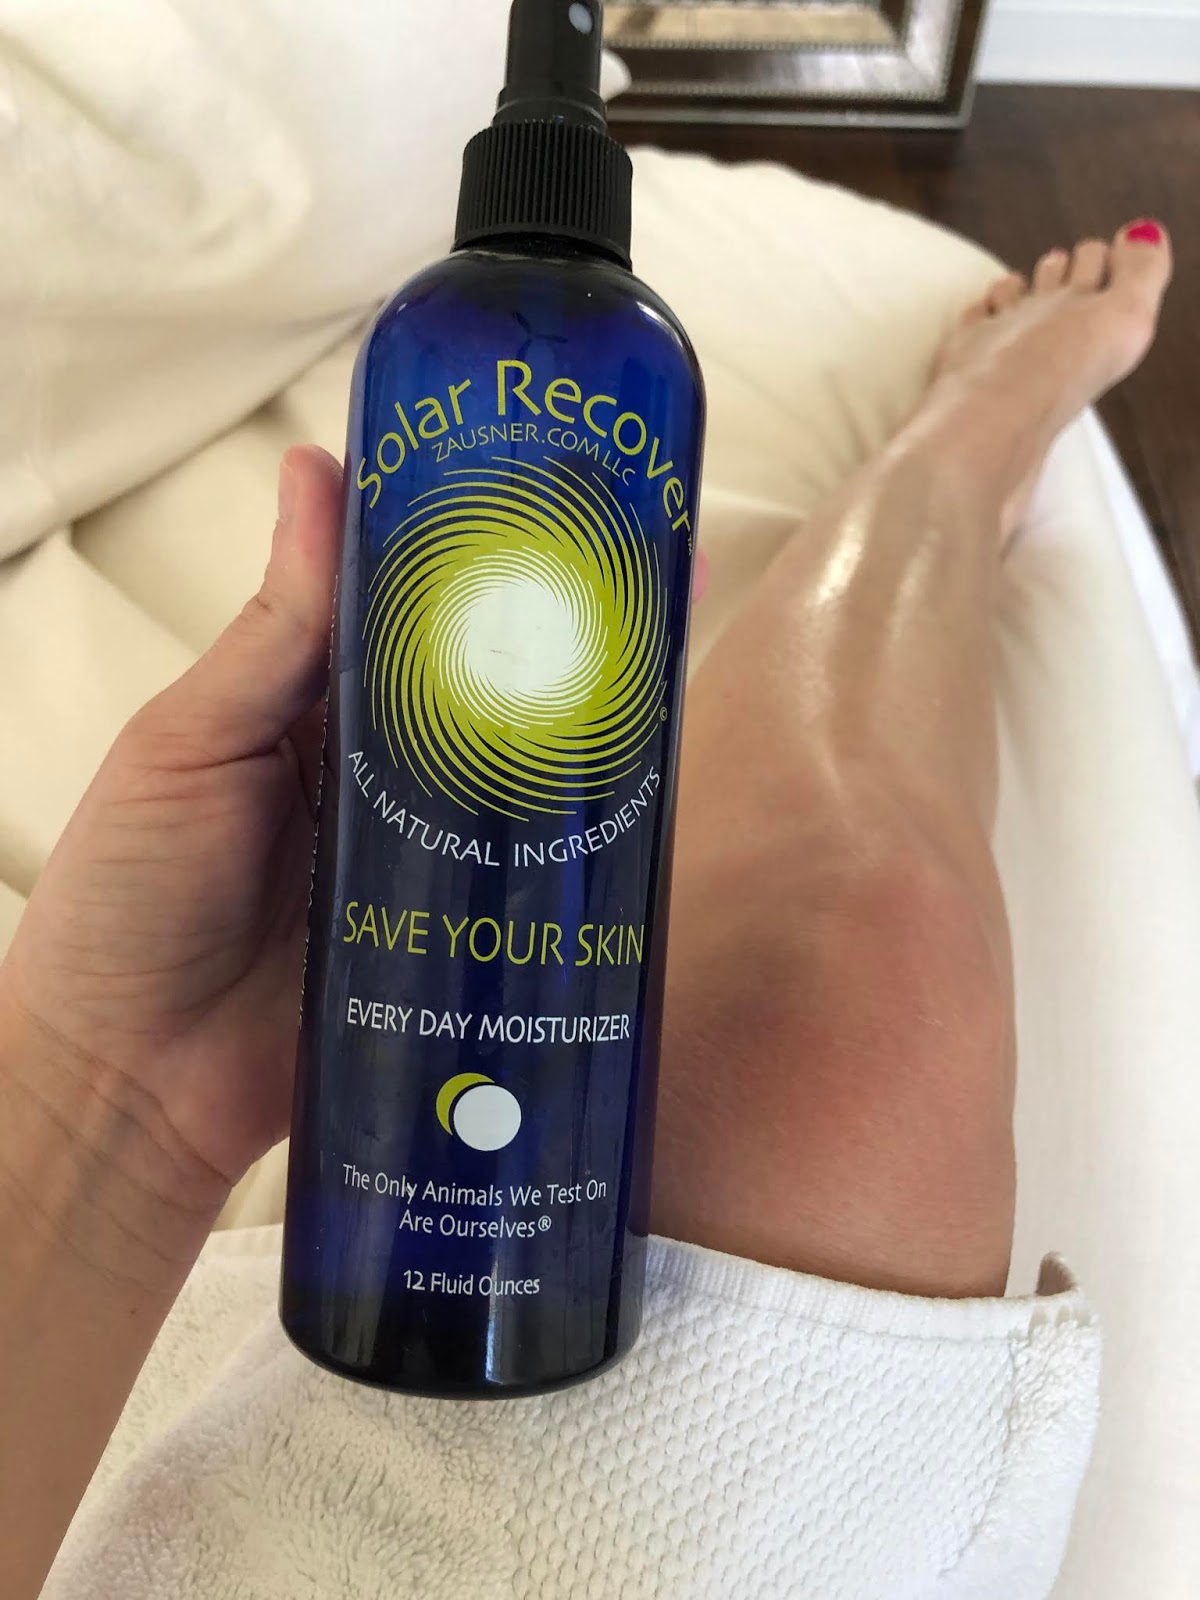 Solar Recover™
ZAUSNER.COM LLC
©
ALL NATURAL INGREDIENTS
SAVE YOUR SKIN
EVERY DAY MOISTURIZER
The Only Animals We Test On
Are Ourselves®
12 Fluid Ounces